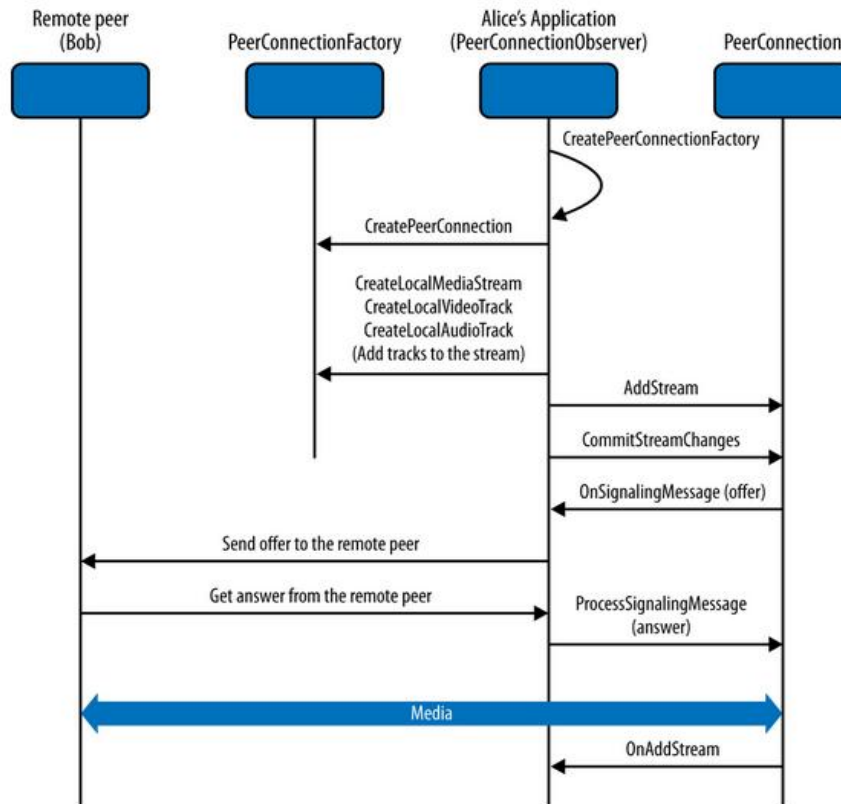 Remote peer
(Bob)
PeerConnectionFactory
Alice's Application
(PeerConnectionObserver)
PeerConnection
CreatePeerConnectionFactory
CreatePeerConnection
CreateLocalMediaStream
CreateLocalVideoTrack
CreateLocalAudioTrack
(Add tracks to the stream)
AddStream
CommitStreamChanges
OnSignalingMessage (offer)
Send offer to the remote peer
Get answer from the remote peer
ProcessSignalingMessage
(answer)
Media
OnAddStream